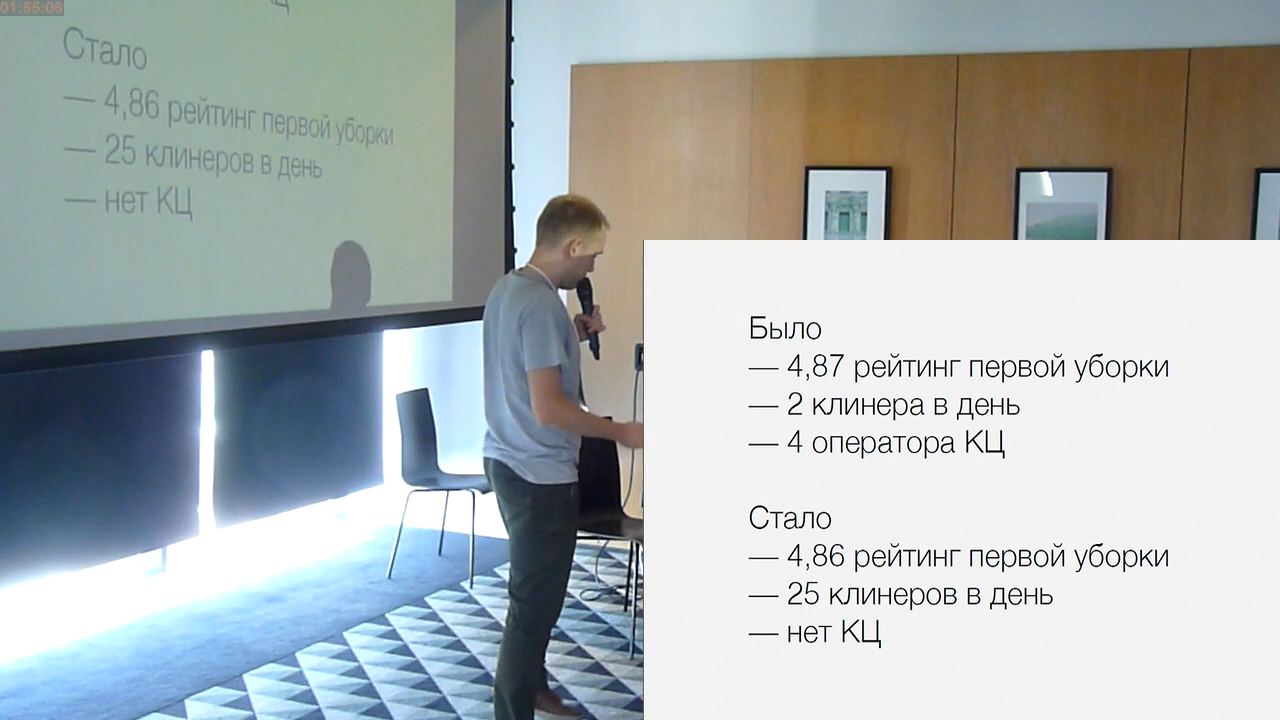 01:55:06
Стало
— 4,86 рейтинг первой уборки
— 25 клинеров в день
— нет КЦ
Было
— 4,87 рейтинг первой уборки
— 2 клинера в день
— 4 оператора КЦ
Стало
— 4,86 рейтинг первой уборки
— 25 клинеров в день
— нет КЦ